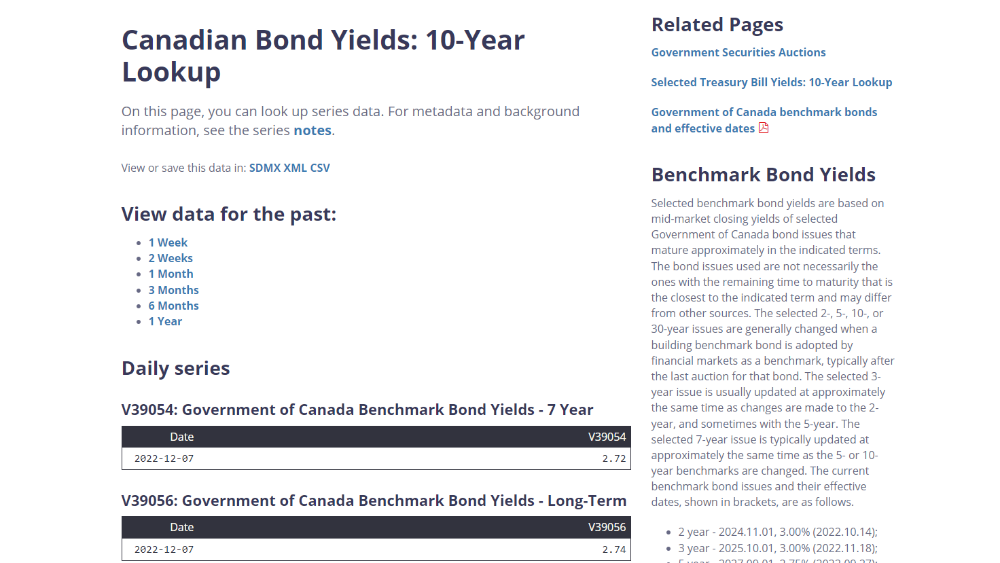 Canadian Bond Yields: 10-Year
Lookup
On this page, you can look up series data. For metadata and background
information, see the series notes.
View or save this data in: SDMX XML CSV
View data for the past:
1 Week
2 Weeks
1 Month
3 Months
6 Months
1 Year
Daily series
V39054: Government of Canada Benchmark Bond Yields - 7 Year
Date V39054
2022-12-07 2.72
V39056: Government of Canada Benchmark Bond Yields - Long-Term
Date V39056
2022-12-07 2.74
Related Pages
Government Securities Auctions
Selected Treasury Bill Yields: 10-Year Lookup
Government of Canada benchmark bonds
and effective dates
Benchmark Bond Yields
Selected benchmark bond yields are based on
mid-market closing yields of selected
Government of Canada bond issues that
mature approximately in the indicated terms.
The bond issues used are not necessarily the
ones with the remaining time to maturity that is
the closest to the indicated term and may differ
from other sources. The selected 2-, 5-, 10-, or
30-year issues are generally changed when a
building benchmark bond is adopted by
financial markets as a benchmark, typically after
the last auction for that bond. The selected 3-
year issue is usually updated at approximately
the same time as changes are made to the 2-
year, and sometimes with the 5-year. The
selected 7-year issue is typically updated at
approximately the same time as the 5- or 10-
year benchmarks are changed. The current
benchmark bond issues and their effective
dates, shown in brackets, are as follows.
2 year - 2024.11.01, 3.00% (2022.10.14);
3 year - 2025.10.01, 3.00% (2022.11.18);